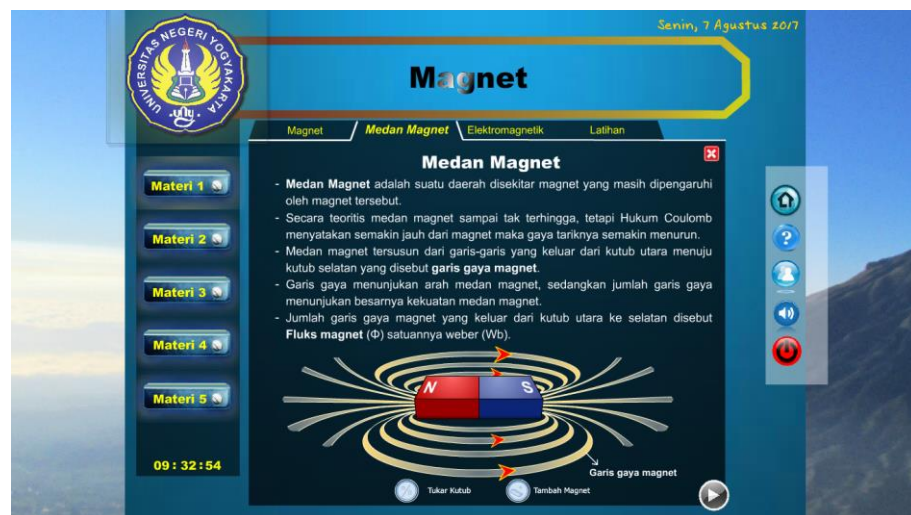 Senin, 7 Agustus 2017
UNIVERSITAS NEGERI YOGYAKARTA
uny
Magnet
Magnet
Medan Magnet
Elektromagnetik
Latihan
Medan Magnet
- Medan Magnet adalah suatu daerah disekitar magnet yang masih dipengaruhi
oleh magnet tersebut.
- Secara teoritis medan magnet sampai tak terhingga, tetapi Hukum Coulomb
menyatakan semakin jauh dari magnet maka gaya tariknya semakin menurun.
- Medan magnet tersusun dari garis-garis yang keluar dari kutub utara menuju
kutub selatan yang disebut garis gaya magnet.
- Garis gaya menunjukan arah medan magnet, sedangkan jumlah garis gaya
menunjukan besarnya kekuatan medan magnet.
- Jumlah garis gaya magnet yang keluar dari kutub utara ke selatan disebut
Fluks magnet (Φ) satuannya weber (Wb).
N
S
Garis gaya magnet
Tukar Kutub
Tambah Magnet
Materi 1
Materi 2
Materi 3
Materi 4
Materi 5
09:32:54
?